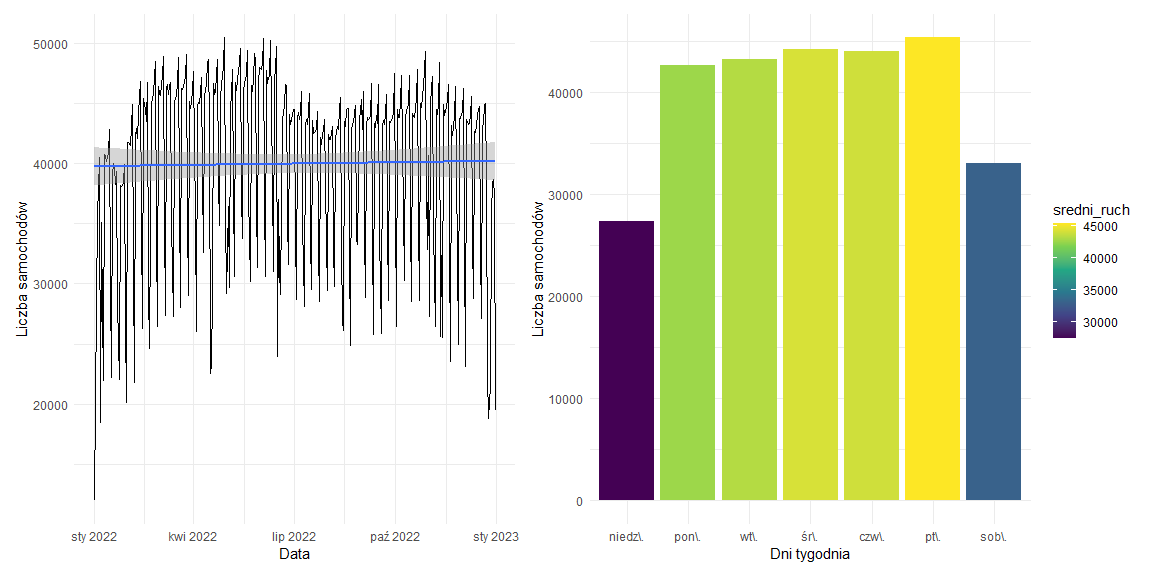 50000
40000
30000
20000
Liczba samochodów
sty 2022
kwi 2022
lip 2022
paź 2022
sty 2023
Data
40000
30000
20000
10000
0
Liczba samochodów
niedz\.
pon\.
wt\.
śr\.
czw\.
pt\.
sob\.
Dni tygodnia
sredni_ruch
45000
40000
35000
30000